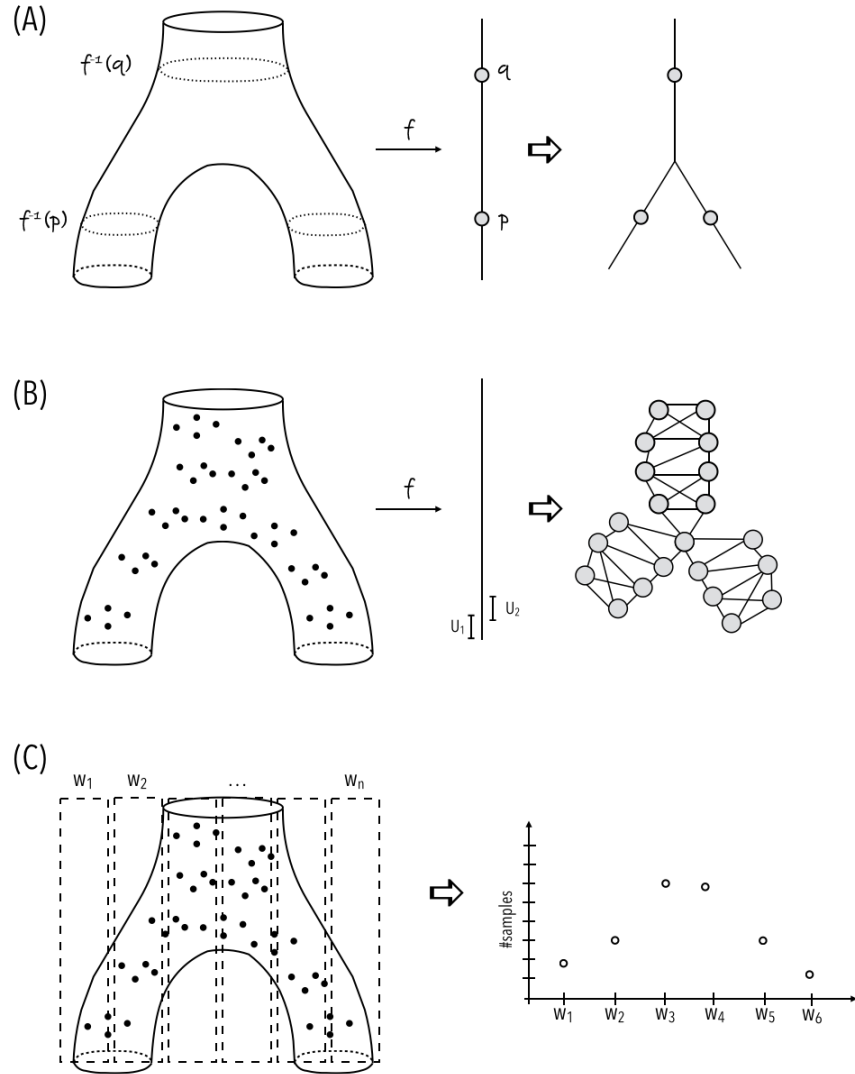 (A)
f⁻¹(q)
f⁻¹(p)
f
q
p
(B)
f
U₁
U₂
(C)
W₁ W₂ ... Wₙ
#samples
W₁ W₂ W₃ W₄ W₅ W₆